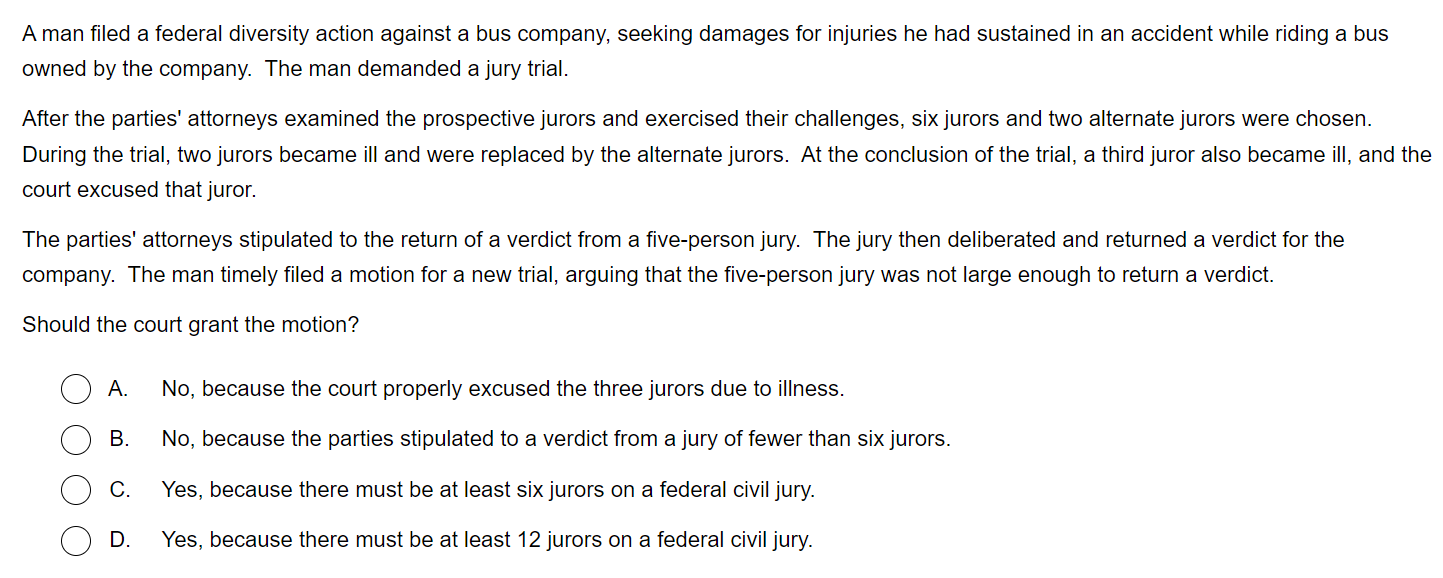 A man filed a federal diversity action against a bus company, seeking damages for injuries he had sustained in an accident while riding a bus
owned by the company.  The man demanded a jury trial.
After the parties' attorneys examined the prospective jurors and exercised their challenges, six jurors and two alternate jurors were chosen.
During the trial, two jurors became ill and were replaced by the alternate jurors.  At the conclusion of the trial, a third juror also became ill, and the
court excused that juror.
The parties' attorneys stipulated to the return of a verdict from a five-person jury.  The jury then deliberated and returned a verdict for the
company.  The man timely filed a motion for a new trial, arguing that the five-person jury was not large enough to return a verdict.
Should the court grant the motion?
A. No, because the court properly excused the three jurors due to illness.
B. No, because the parties stipulated to a verdict from a jury of fewer than six jurors.
C. Yes, because there must be at least six jurors on a federal civil jury.
D. Yes, because there must be at least 12 jurors on a federal civil jury.